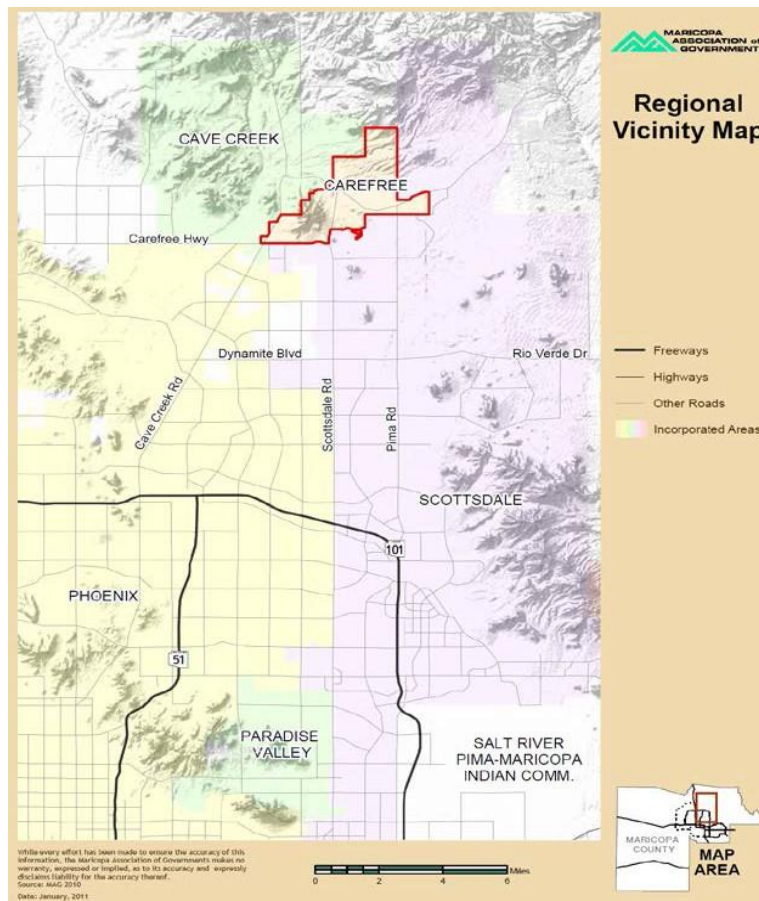 MARICOPA
ASSOCIATION of
GOVERNMENT
Regional
Vicinity Map
CAVE CREEK
CAREFREE
Carefree Hwy
Dynamite Blvd
Rio Verde Dr
Cave Creek Rd
Scottsdale Rd
Pima Rd
Freeways
Highways
Other Roads
Incorporated Areas
SCOTTSDALE
101
PHOENIX
51
PARADISE
VALLEY
SALT RIVER
PIMA-MARICOPA
INDIAN COMM.
MARICOPA
COUNTY
MAP
AREA
While every effort has been made to ensure the accuracy of this
information, the Maricopa Association of Governments makes no
warranty, expressed or implied, as to its accuracy and expressly
disclaims liability for the accuracy thereof.
Source: MAG 2010
Date: January, 2011
0 2 4 6 Miles